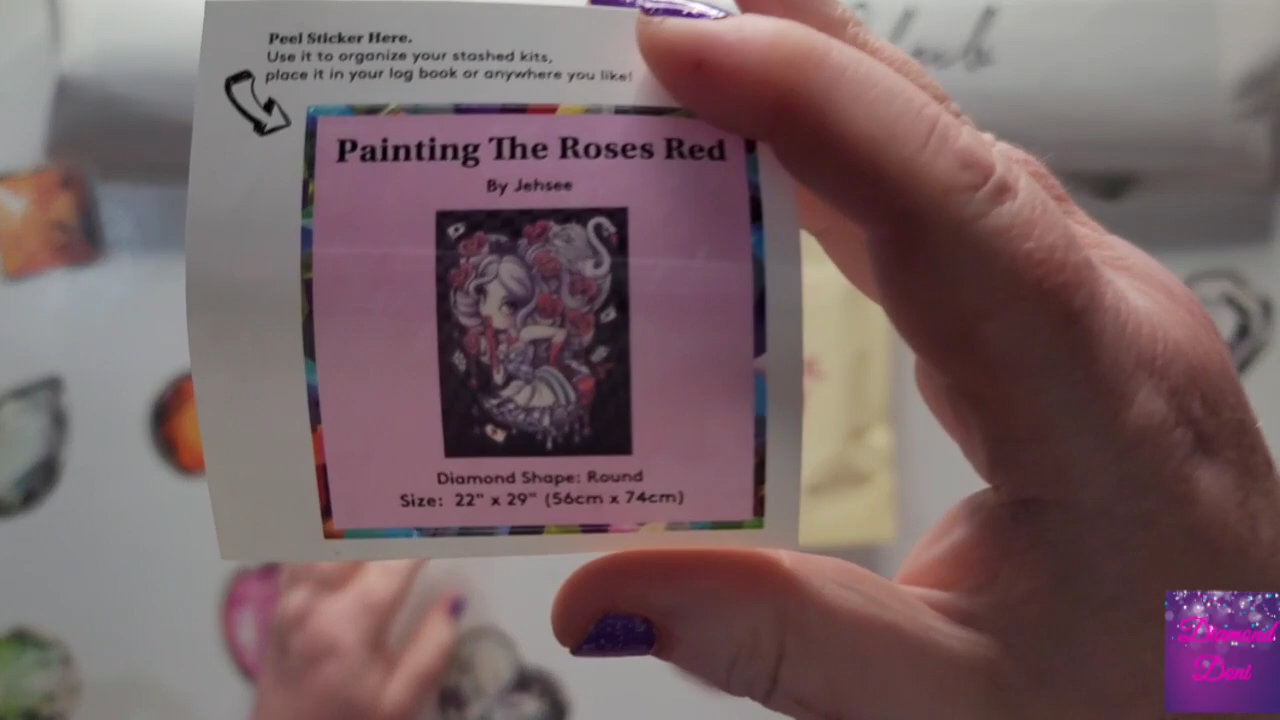 Peel Sticker Here.
Use it to organize your stashed kits,
place it in your log book or anywhere you like!
Painting The Roses Red
By Jehsee
Diamond Shape: Round
Size: 22" x 29" (56cm x 74cm)
Diamond
Deni